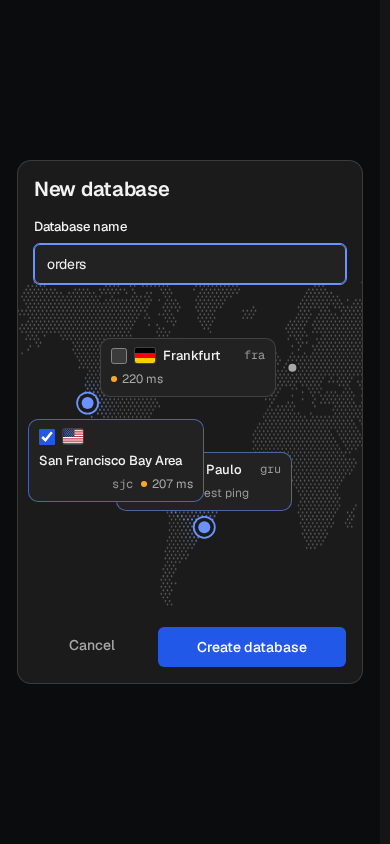 New database
Database name
orders
Frankfurt fra
220 ms
San Francisco Bay Area
sjc 207 ms
Paulo gru
est ping
Cancel
Create database